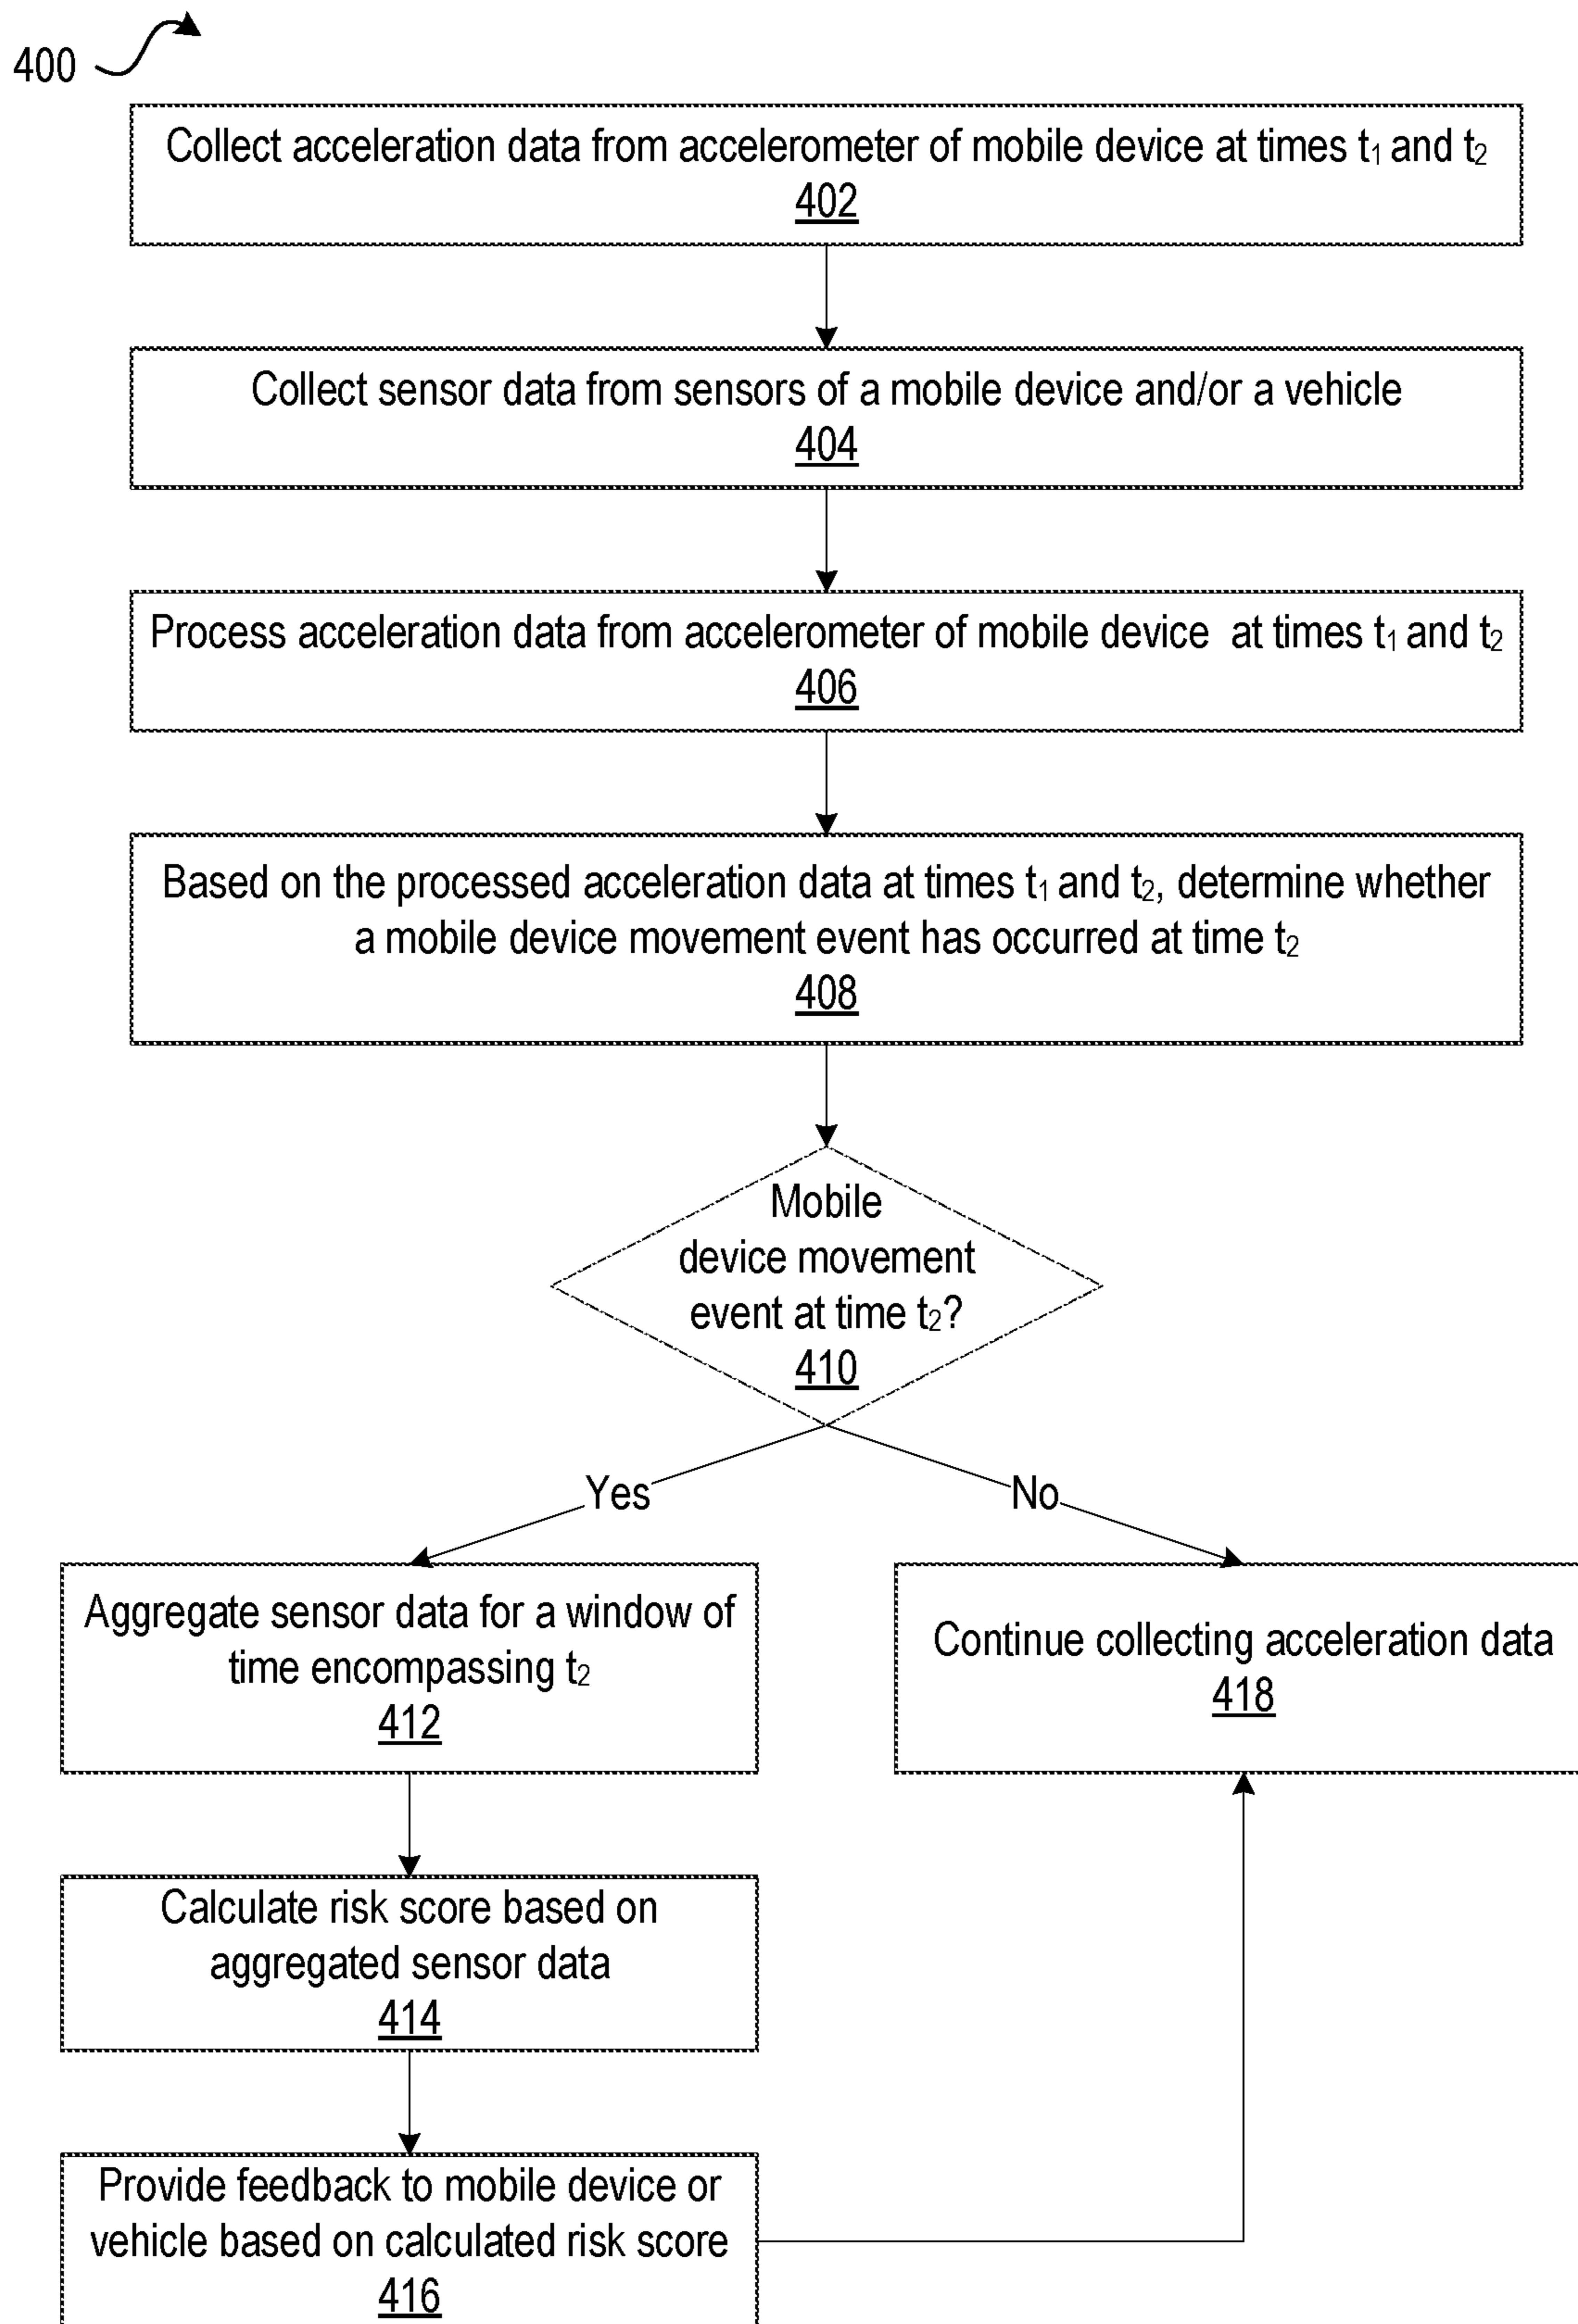 400
Collect acceleration data from accelerometer of mobile device at times t₁ and t₂
402
Collect sensor data from sensors of a mobile device and/or a vehicle
404
Process acceleration data from accelerometer of mobile device  at times t₁ and t₂
406
Based on the processed acceleration data at times t₁ and t₂, determine whether
a mobile device movement event has occurred at time t₂
408
Mobile
device movement
event at time t₂?
410
Yes
No
Aggregate sensor data for a window of
time encompassing t₂
412
Continue collecting acceleration data
418
Calculate risk score based on
aggregated sensor data
414
Provide feedback to mobile device or
vehicle based on calculated risk score
416